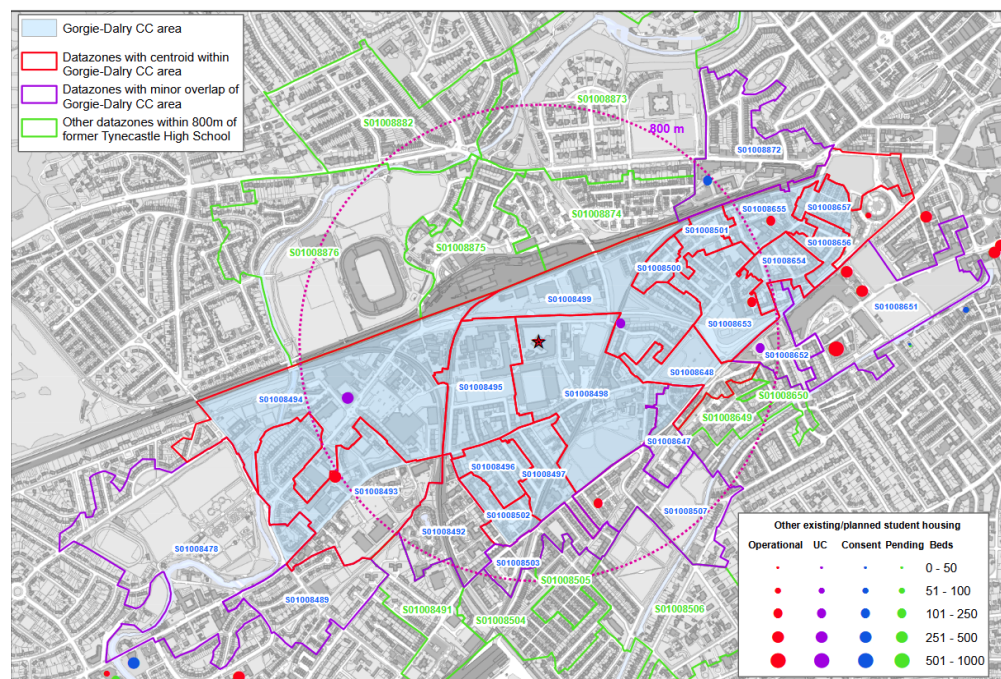 Gorgie-Dalry CC area
Datazones with centroid within
Gorgie-Dalry CC area
Datazones with minor overlap of
Gorgie-Dalry CC area
Other datazones within 800m of
former Tynecastle High School
S01008873
S01008882
800 m
S01008872
S01008655
S01008657
S01008874
S01008501
S01008656
S01008875
S01008876
S01008654
S01008500
S01008499
S01008651
S01008653
S01008652
S01008648
S01008495
S01008498
S01008494
S01008650
S01008649
S01008647
S01008496
S01008497
S01008493
S01008507
S01008502
S01008492
S01008478
S01008503
S01008505
S01008489
S01008491
S01008506
S01008504
Other existing/planned student housing
Operational UC Consent Pending Beds
0 - 50
51 - 100
101 - 250
251 - 500
501 - 1000